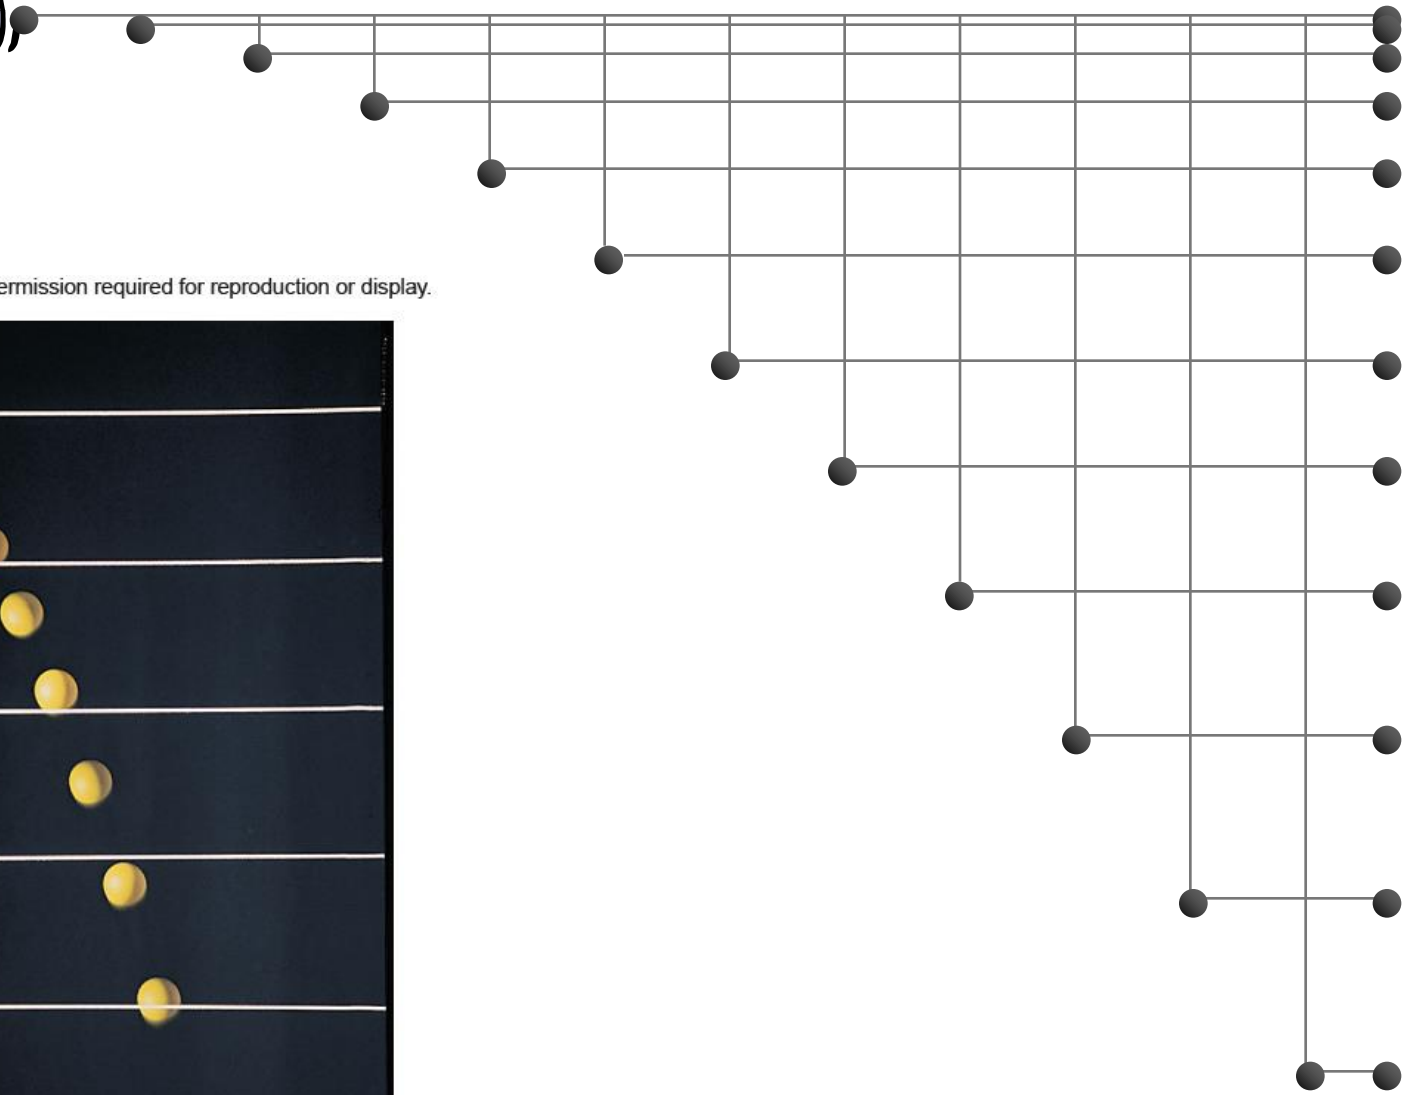 ),
ermission required for reproduction or display.